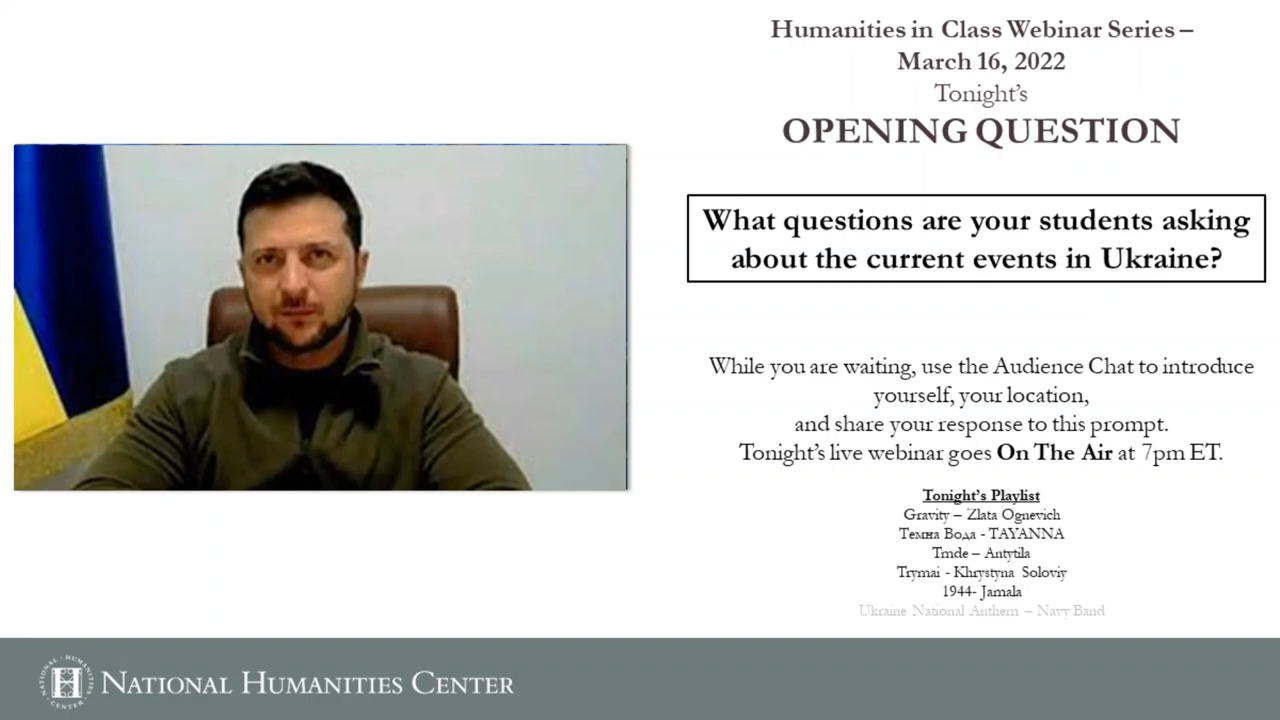 Humanities in Class Webinar Series –
March 16, 2022
Tonight's
OPENING QUESTION
What questions are your students asking
about the current events in Ukraine?
While you are waiting, use the Audience Chat to introduce
yourself, your location,
and share your response to this prompt.
Tonight's live webinar goes On The Air at 7pm ET.
Tonight's Playlist
Gravity – Zlata Ognevich
Темна Вода - TAYANNA
Tmde – Antytila
Trymai - Khrystyna Soloviy
1944- Jamala
Ukraine National Anthem – Navy Band
NATIONAL · HUMANITIES · CENTER ·
NATIONAL HUMANITIES CENTER